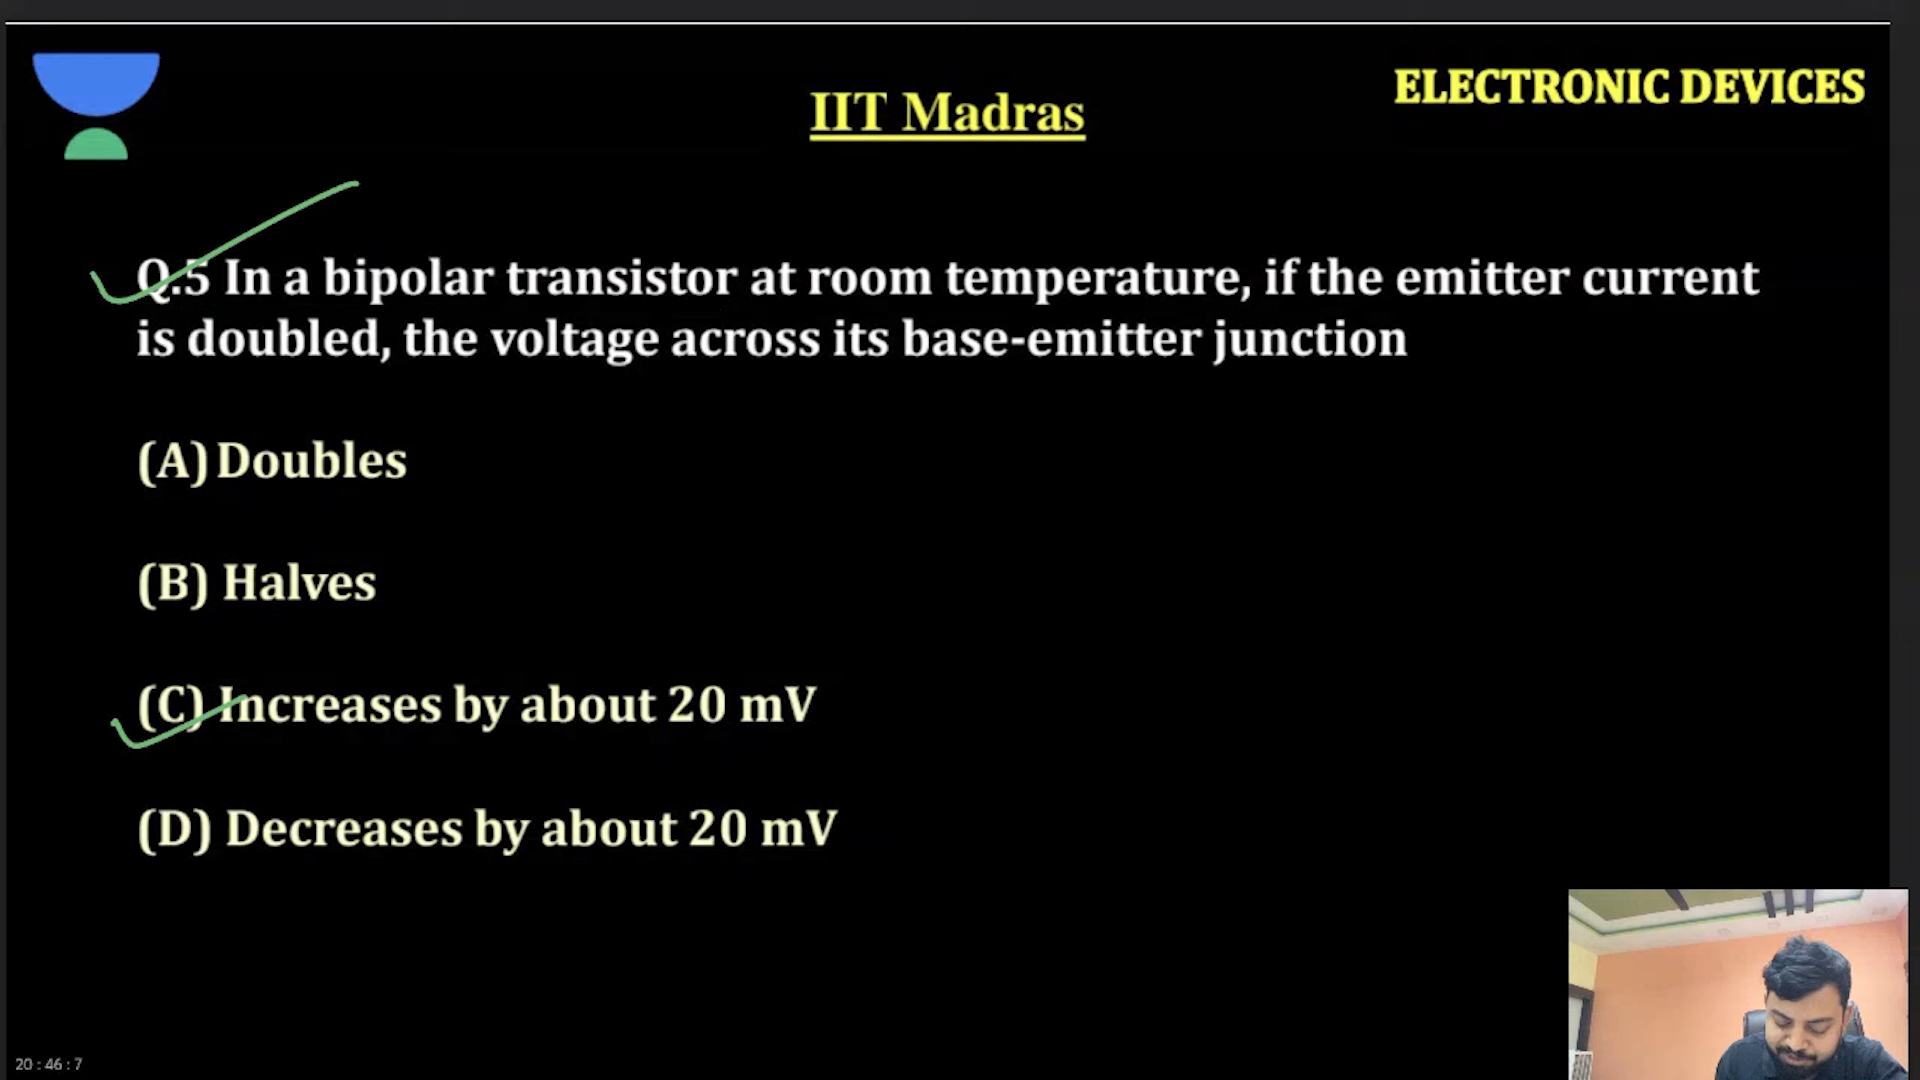 ELECTRONIC DEVICES
IIT Madras
Q.5 In a bipolar transistor at room temperature, if the emitter current
is doubled, the voltage across its base-emitter junction
(A) Doubles
(B) Halves
(C) Increases by about 20 mV
(D) Decreases by about 20 mV
20 : 46 : 7